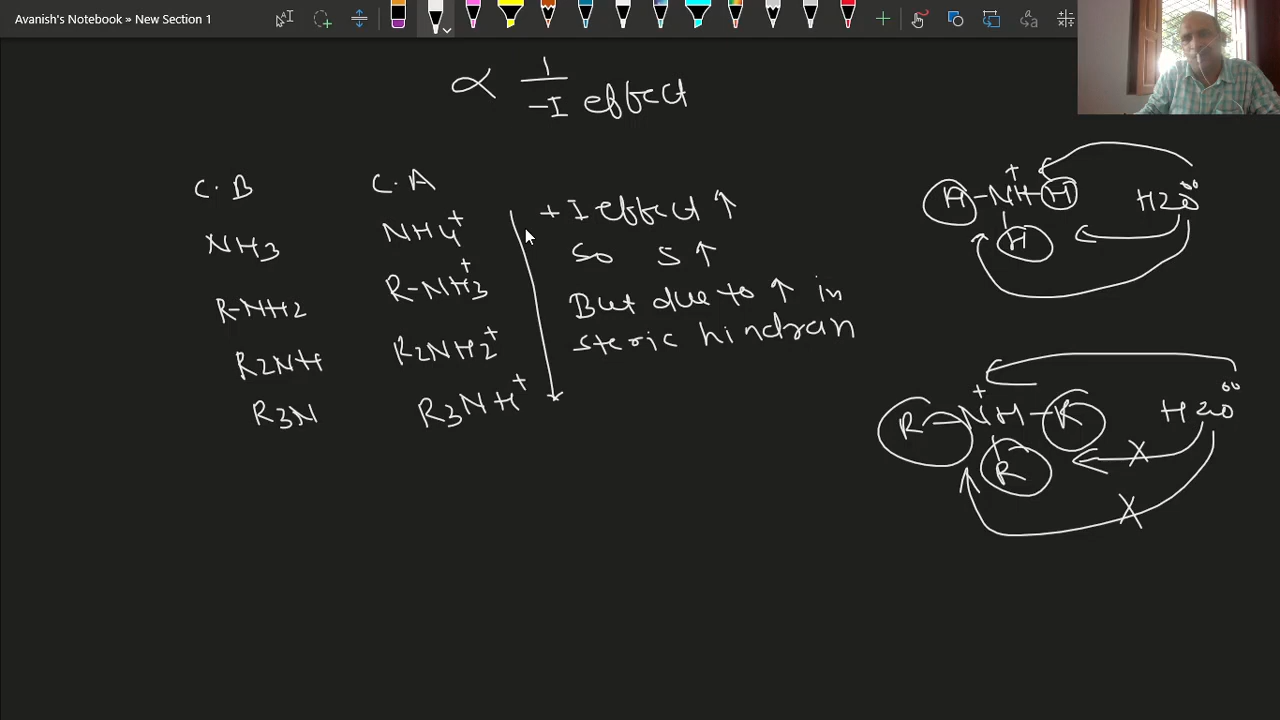 Avanish's Notebook » New Section 1
∝ 1/-I effect
C.B C.A
NH3 NH4+
R-NH2 R-NH3+
R2NH R2NH2+
R3N R3NH+
+I effect ↑
So S ↑
But due to ↑ in
steric hindran
H-NH+-H H2O
H
R-NH+-R H2O
R
X
X